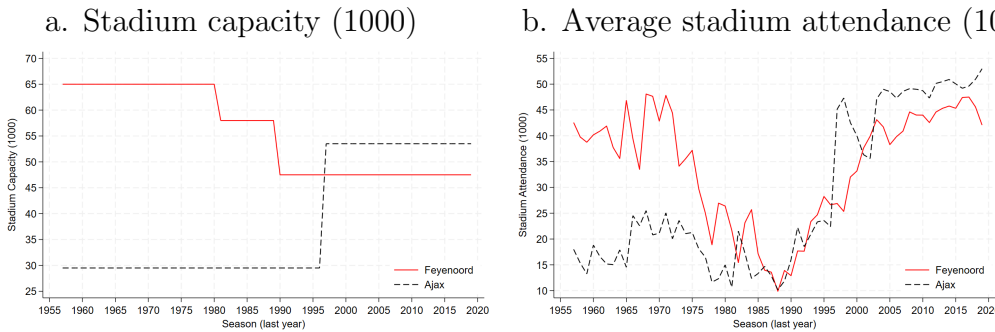 a. Stadium capacity (1000)
70
65
60
55
50
45
40
35
30
25
Stadium Capacity (1000)
Feyenoord
Ajax
1955 1960 1965 1970 1975 1980 1985 1990 1995 2000 2005 2010 2015 2020
Season (last year)
b. Average stadium attendance (10
55
50
45
40
35
30
25
20
15
10
Stadium Attendance (1000)
Feyenoord
Ajax
1955 1960 1965 1970 1975 1980 1985 1990 1995 2000 2005 2010 2015 202
Season (last year)